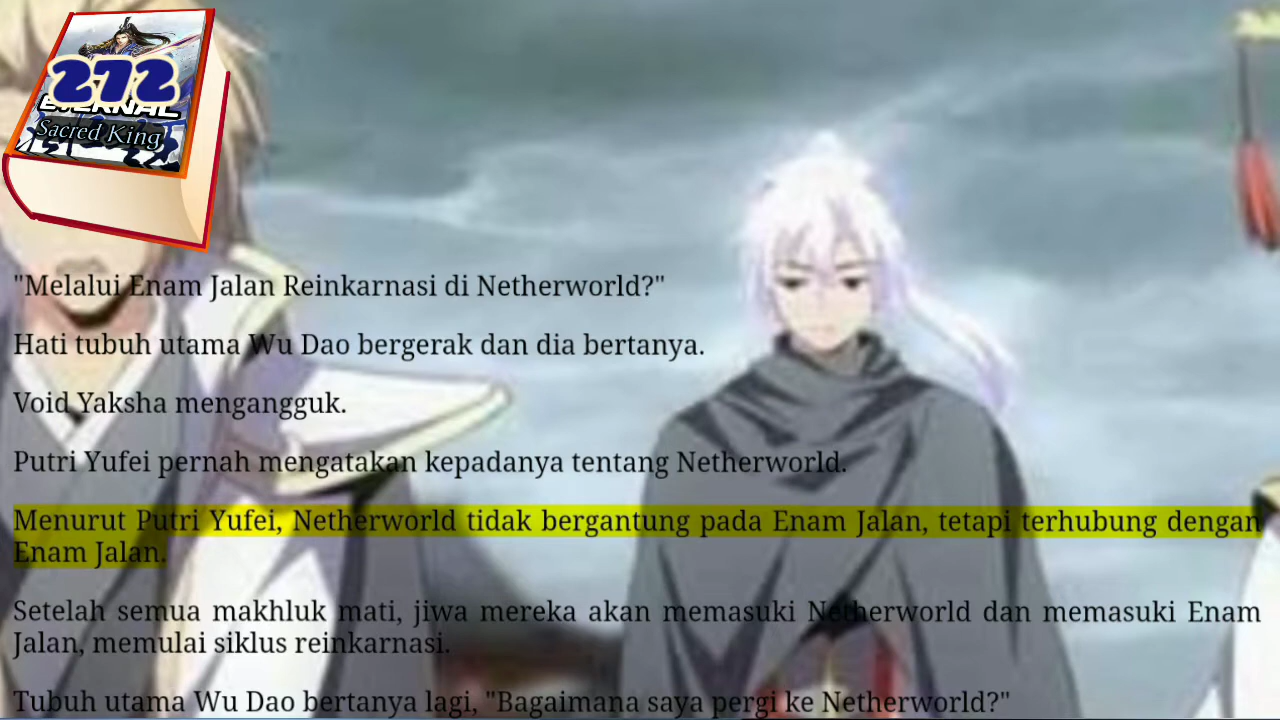 272
ETERNAL
Sacred King
"Melalui Enam Jalan Reinkarnasi di Netherworld?"
Hati tubuh utama Wu Dao bergerak dan dia bertanya.
Void Yaksha mengangguk.
Putri Yufei pernah mengatakan kepadanya tentang Netherworld.
Menurut Putri Yufei, Netherworld tidak bergantung pada Enam Jalan, tetapi terhubung dengan
Enam Jalan.
Setelah semua makhluk mati, jiwa mereka akan memasuki Netherworld dan memasuki Enam
Jalan, memulai siklus reinkarnasi.
Tubuh utama Wu Dao bertanya lagi, "Bagaimana saya pergi ke Netherworld?"